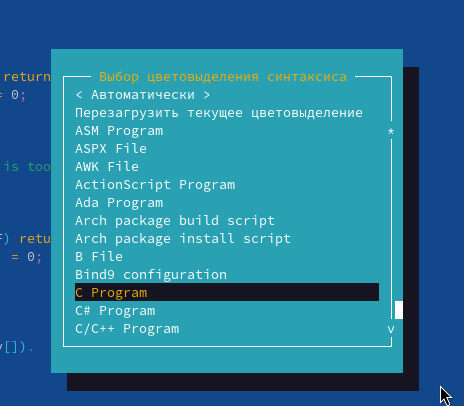 Выбор цветовыделения синтаксиса
return
< Автоматически >
= 0;
Перезагрузить текущее цветовыделение
ASM Program
*
ASPX File
is too
AWK File
ActionScript Program
Ada Program
Arch package build script
) retu
Arch package install script
= 0;
B File
Bind9 configuration
C Program
C# Program
C/C++ Program
v
[]).